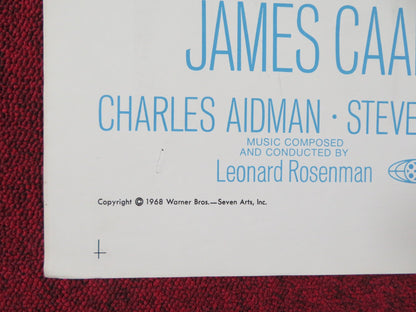 JAMES CAA
CHARLES AIDMAN · STEVE
MUSIC COMPOSED
AND CONDUCTED BY
Leonard Rosenman
Copyright © 1968 Warner Bros.—Seven Arts, Inc.